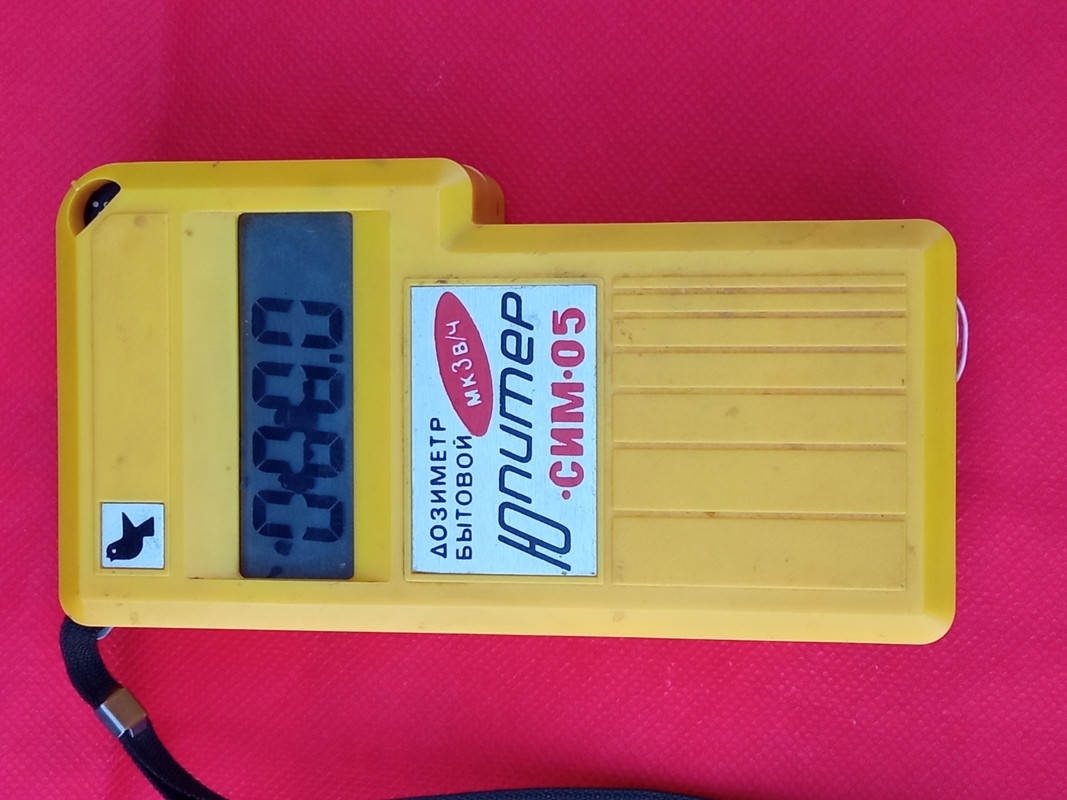 ДОЗИМЕТР
БЫТОВОЙ
мкЗв/ч
Юпитер
·СИМ·05